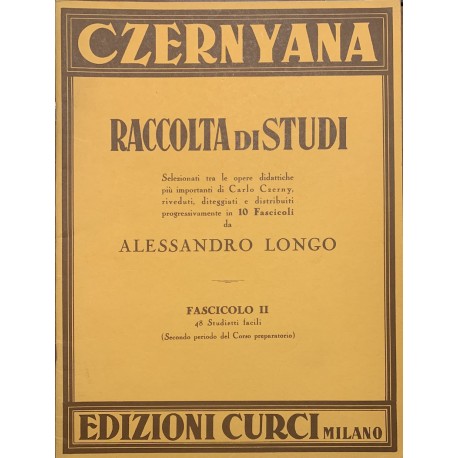 CZERNYANA
RACCOLTA DI STUDI
Selezionati tra le opere didattiche
più importanti di Carlo Czerny,
riveduti, diteggiati e distribuiti
progressivamente in 10 Fascicoli
da
ALESSANDRO LONGO
FASCICOLO II
48 Studietti facili
(Secondo periodo del Corso preparatorio)
EDIZIONI CURCI MILANO